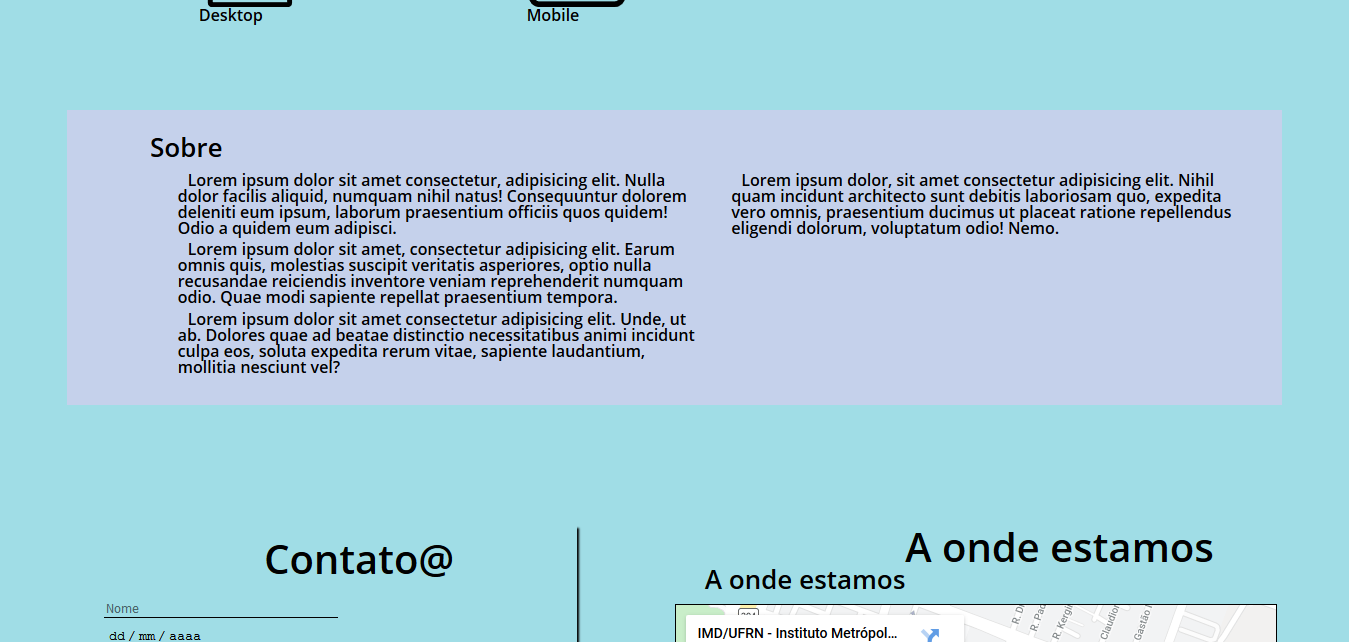 Desktop
Mobile
Sobre
Lorem ipsum dolor sit amet consectetur, adipisicing elit. Nulla
dolor facilis aliquid, numquam nihil natus! Consequuntur dolorem
deleniti eum ipsum, laborum praesentium officiis quos quidem!
Odio a quidem eum adipisci.
Lorem ipsum dolor sit amet, consectetur adipisicing elit. Earum
omnis quis, molestias suscipit veritatis asperiores, optio nulla
recusandae reiciendis inventore veniam reprehenderit numquam
odio. Quae modi sapiente repellat praesentium tempora.
Lorem ipsum dolor sit amet consectetur adipisicing elit. Unde, ut
ab. Dolores quae ad beatae distinctio necessitatibus animi incidunt
culpa eos, soluta expedita rerum vitae, sapiente laudantium,
mollitia nesciunt vel?
Lorem ipsum dolor, sit amet consectetur adipisicing elit. Nihil
quam incidunt architecto sunt debitis laboriosam quo, expedita
vero omnis, praesentium ducimus ut placeat ratione repellendus
eligendi dolorum, voluptatum odio! Nemo.
Contato@
Nome
dd / mm / aaaa
A onde estamos
A onde estamos
IMD/UFRN - Instituto Metrópol...
R. Kergi
Claudion
Gastão